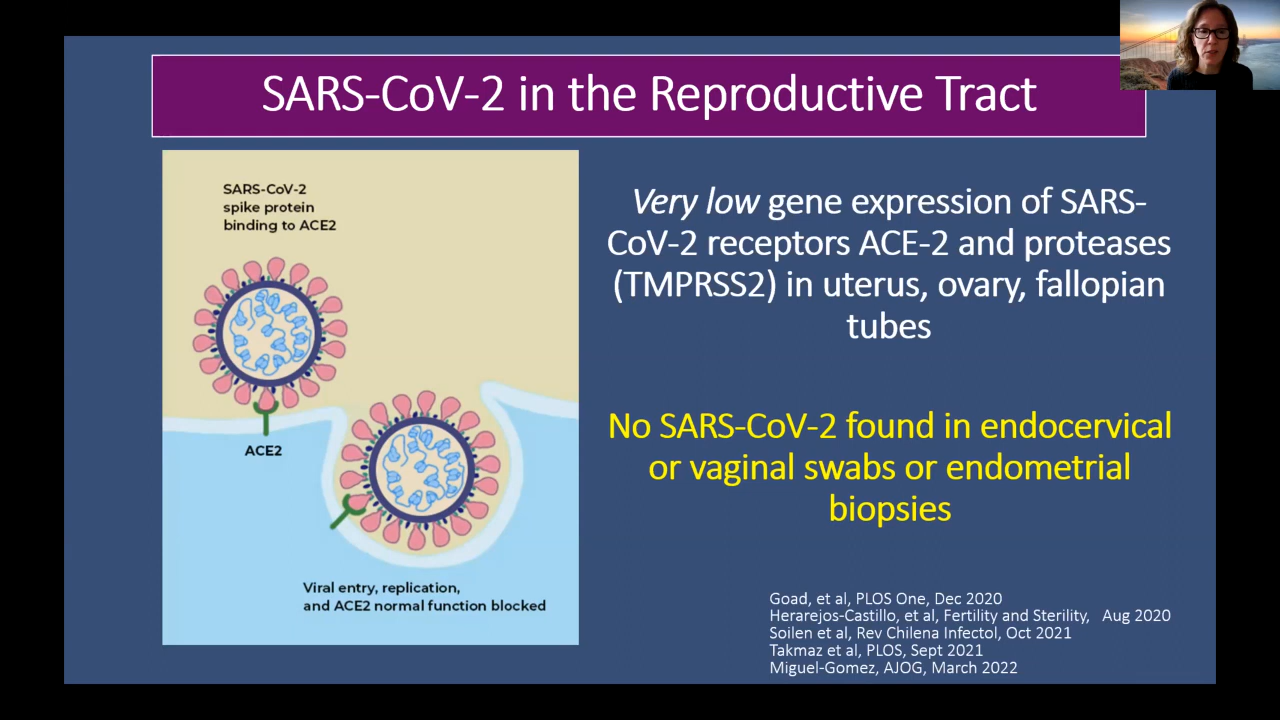 SARS-CoV-2 in the Reproductive Tract
SARS-CoV-2
spike protein
binding to ACE2
ACE2
Viral entry, replication,
and ACE2 normal function blocked
Very low gene expression of SARS-
CoV-2 receptors ACE-2 and proteases
(TMPRSS2) in uterus, ovary, fallopian
tubes
No SARS-CoV-2 found in endocervical
or vaginal swabs or endometrial
biopsies
Goad, et al, PLOS One, Dec 2020
Herarejos-Castillo, et al, Fertility and Sterility, Aug 2020
Soilen et al, Rev Chilena Infectol, Oct 2021
Takmaz et al, PLOS, Sept 2021
Miguel-Gomez, AJOG, March 2022